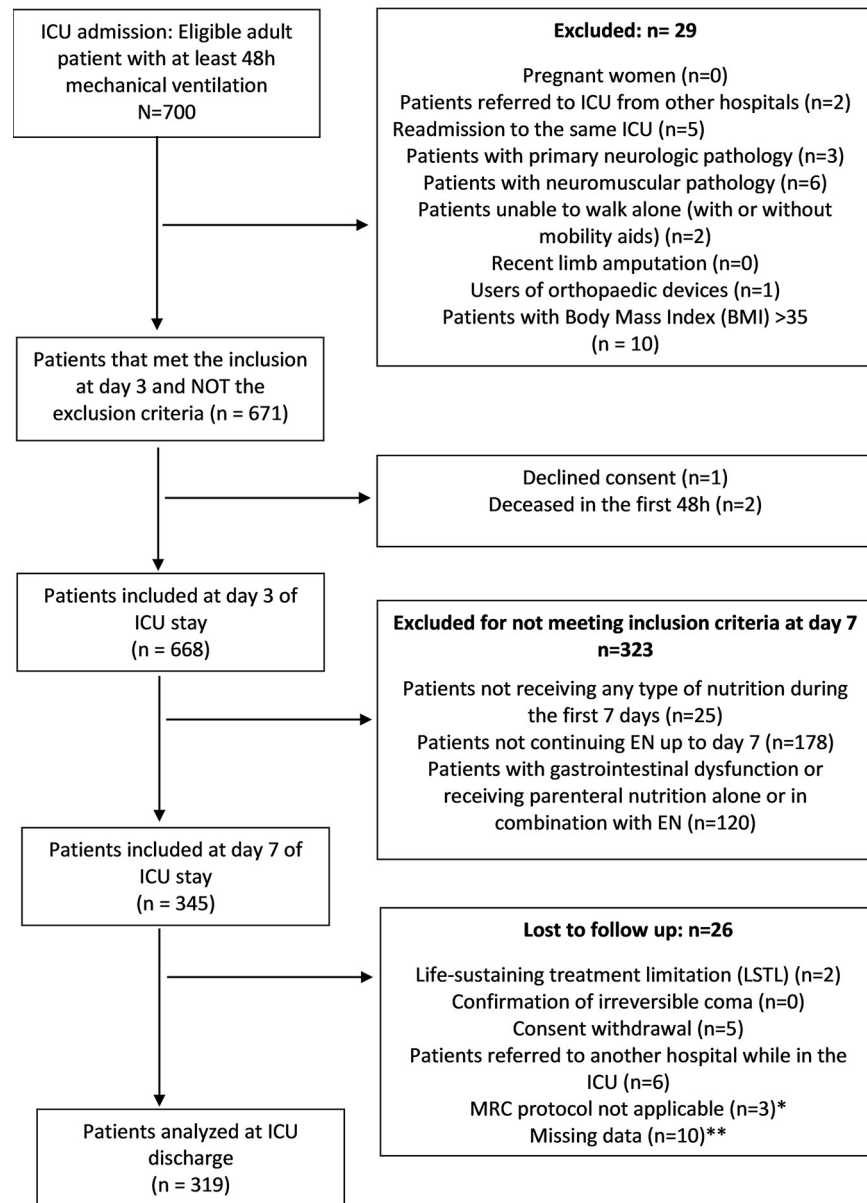 ICU admission: Eligible adult
patient with at least 48h
mechanical ventilation
N=700
Excluded: n= 29
Pregnant women (n=0)
Patients referred to ICU from other hospitals (n=2)
Readmission to the same ICU (n=5)
Patients with primary neurologic pathology (n=3)
Patients with neuromuscular pathology (n=6)
Patients unable to walk alone (with or without
mobility aids) (n=2)
Recent limb amputation (n=0)
Users of orthopaedic devices (n=1)
Patients with Body Mass Index (BMI) >35
(n = 10)
Patients that met the inclusion
at day 3 and NOT the
exclusion criteria (n = 671)
Declined consent (n=1)
Deceased in the first 48h (n=2)
Patients included at day 3 of
ICU stay
(n = 668)
Excluded for not meeting inclusion criteria at day 7
n=323
Patients not receiving any type of nutrition during
the first 7 days (n=25)
Patients not continuing EN up to day 7 (n=178)
Patients with gastrointestinal dysfunction or
receiving parenteral nutrition alone or in
combination with EN (n=120)
Patients included at day 7 of
ICU stay
(n = 345)
Lost to follow up: n=26
Life-sustaining treatment limitation (LSTL) (n=2)
Confirmation of irreversible coma (n=0)
Consent withdrawal (n=5)
Patients referred to another hospital while in the
ICU (n=6)
MRC protocol not applicable (n=3)*
Missing data (n=10)**
Patients analyzed at ICU
discharge
(n = 319)